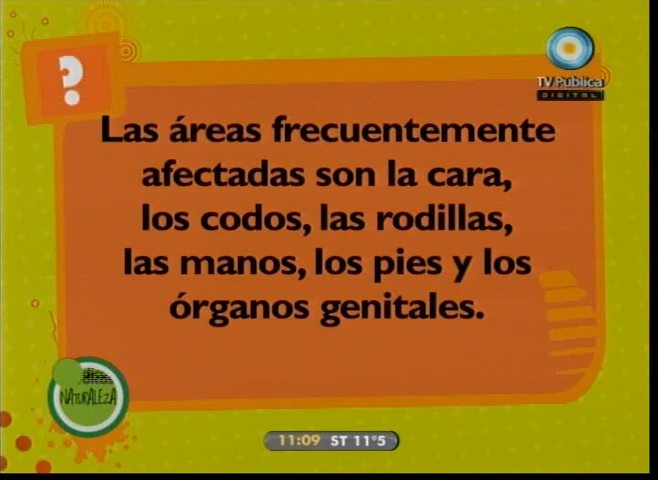 ?
TV Pública
DIGITAL
Las áreas frecuentemente
afectadas son la cara,
los codos, las rodillas,
las manos, los pies y los
órganos genitales.
NATURALEZA
11:09 ST 11°5